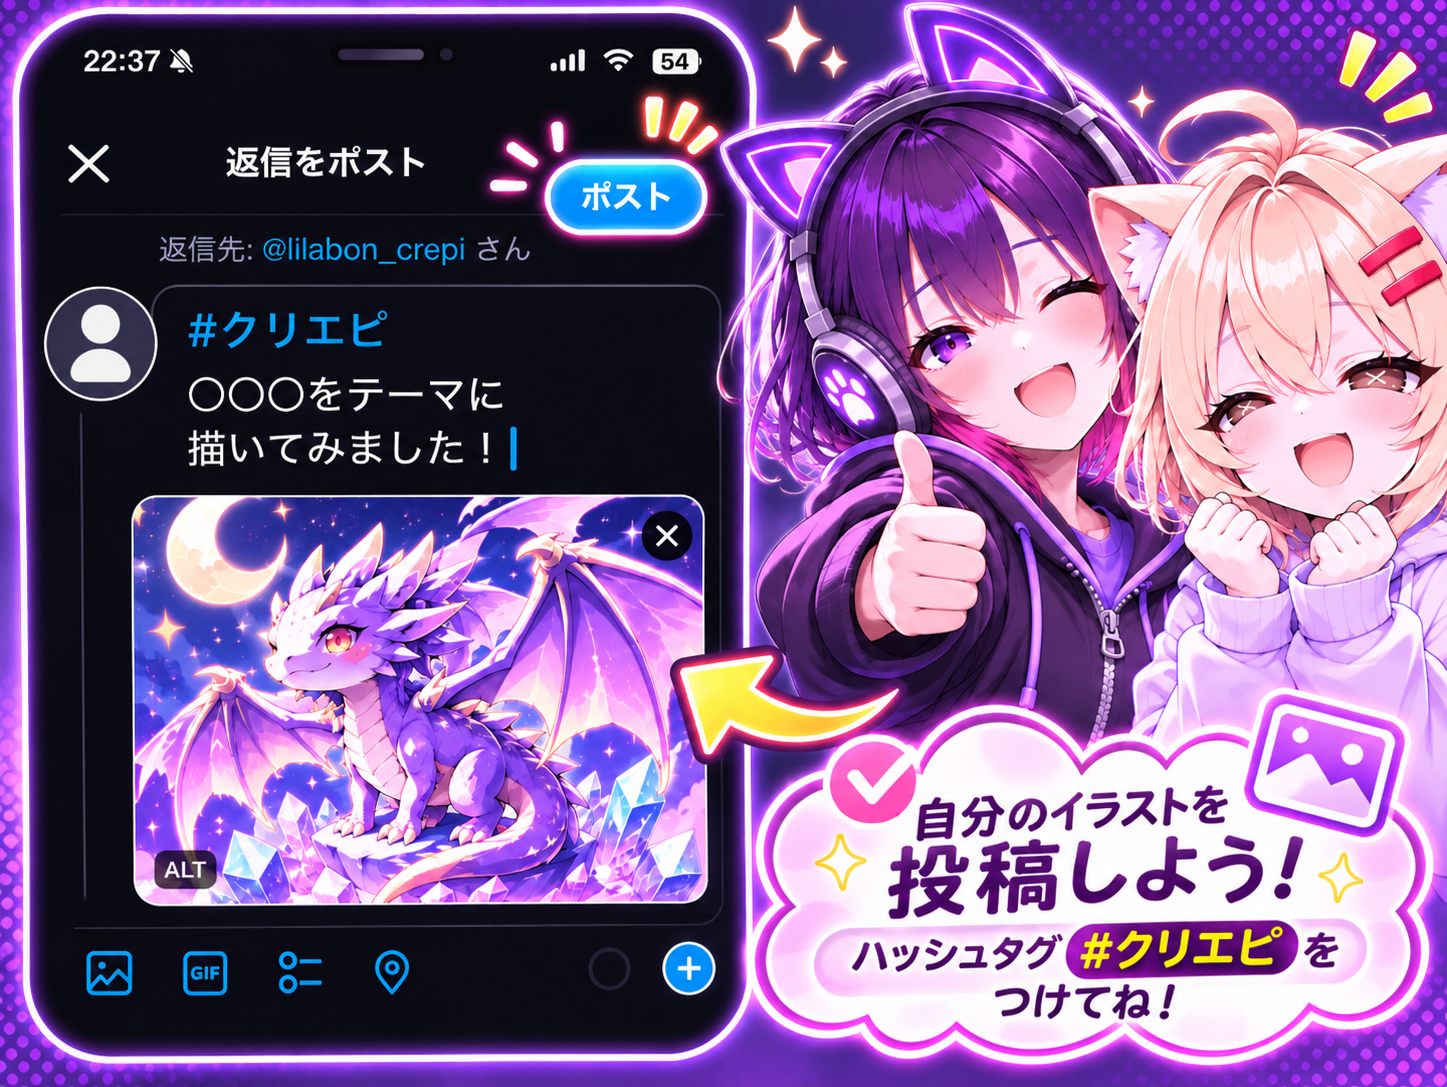 22:37
54
返信をポスト
ポスト
返信先: @lilabon_crepi さん
#クリエピ
〇〇〇をテーマに
描いてみました！
ALT
GIF
自分のイラストを
投稿しよう！
ハッシュタグ #クリエピ を
つけてね！